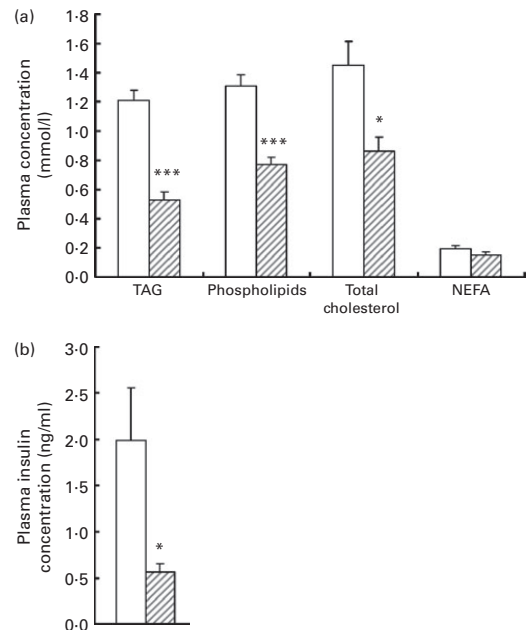 (a)
Plasma concentration
(mmol/l)
1·8
1·6
1·4
1·2
1·0
0·8
0·6
0·4
0·2
0·0
***
***
*
TAG
Phospholipids
Total
cholesterol
NEFA
(b)
Plasma insulin
concentration (ng/ml)
3·0
2·5
2·0
1·5
1·0
0·5
0·0
*